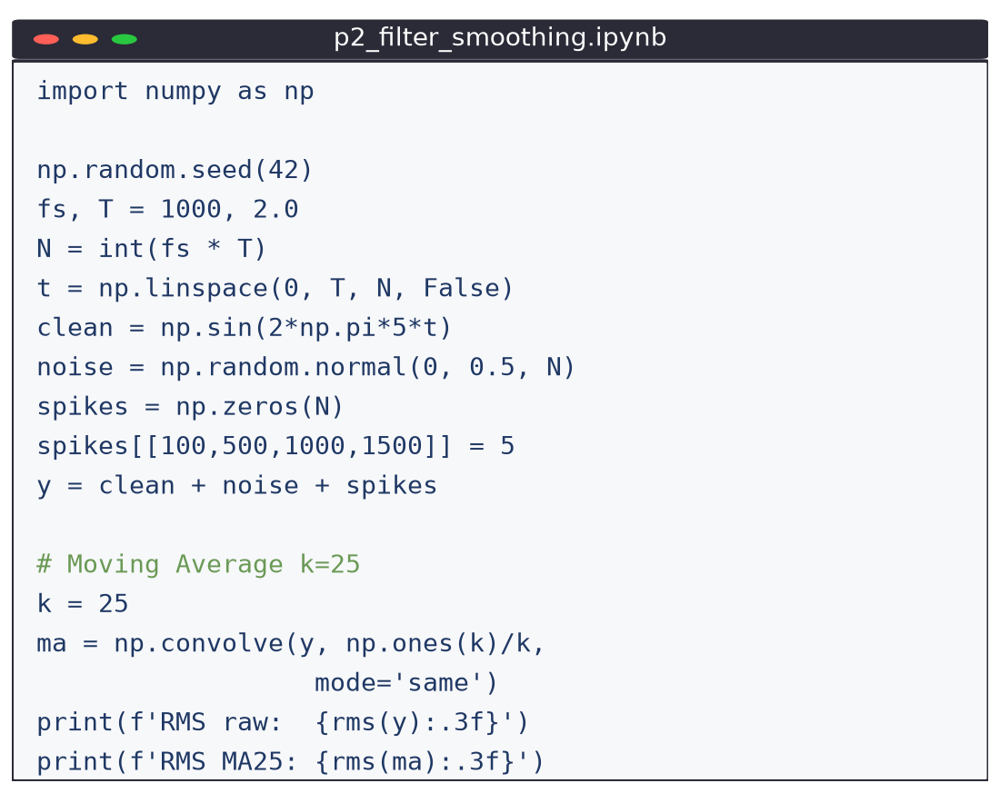 p2_filter_smoothing.ipynb
import numpy as np

np.random.seed(42)
fs, T = 1000, 2.0
N = int(fs * T)
t = np.linspace(0, T, N, False)
clean = np.sin(2*np.pi*5*t)
noise = np.random.normal(0, 0.5, N)
spikes = np.zeros(N)
spikes[[100,500,1000,1500]] = 5
y = clean + noise + spikes

# Moving Average k=25
k = 25
ma = np.convolve(y, np.ones(k)/k,
                  mode='same')
print(f'RMS raw:  {rms(y):.3f}')
print(f'RMS MA25: {rms(ma):.3f}')